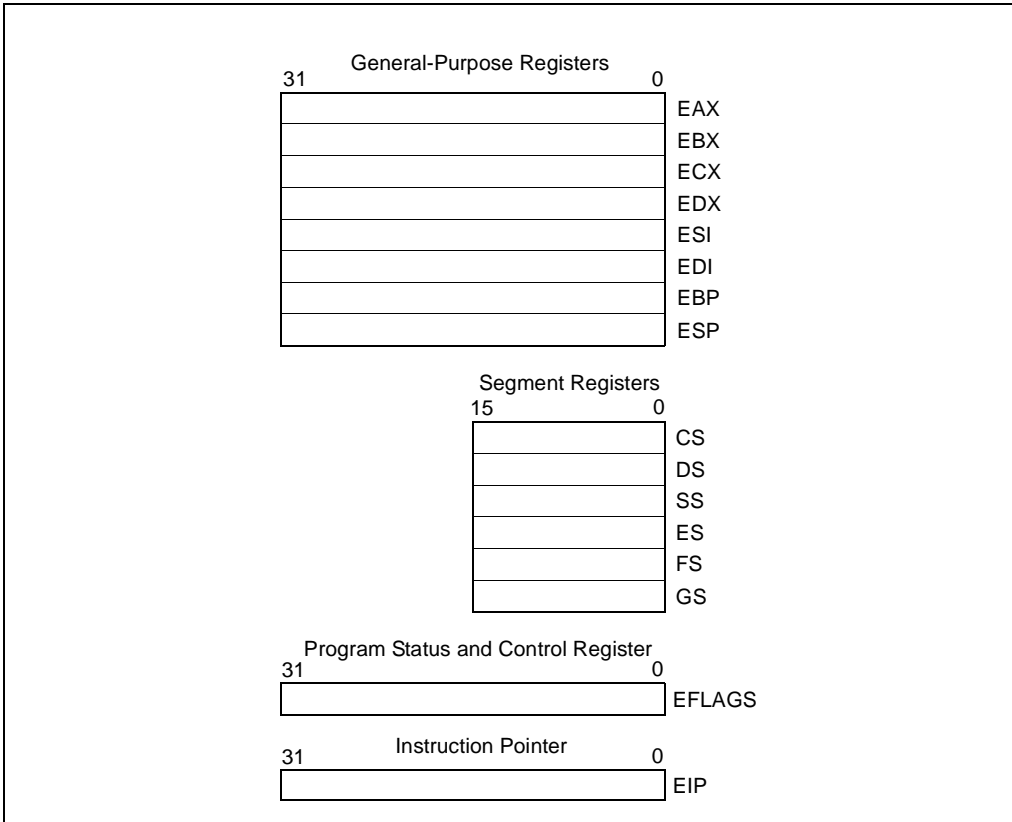 General-Purpose Registers
31 0
EAX
EBX
ECX
EDX
ESI
EDI
EBP
ESP
Segment Registers
15 0
CS
DS
SS
ES
FS
GS
Program Status and Control Register
31 0
EFLAGS
Instruction Pointer
31 0
EIP